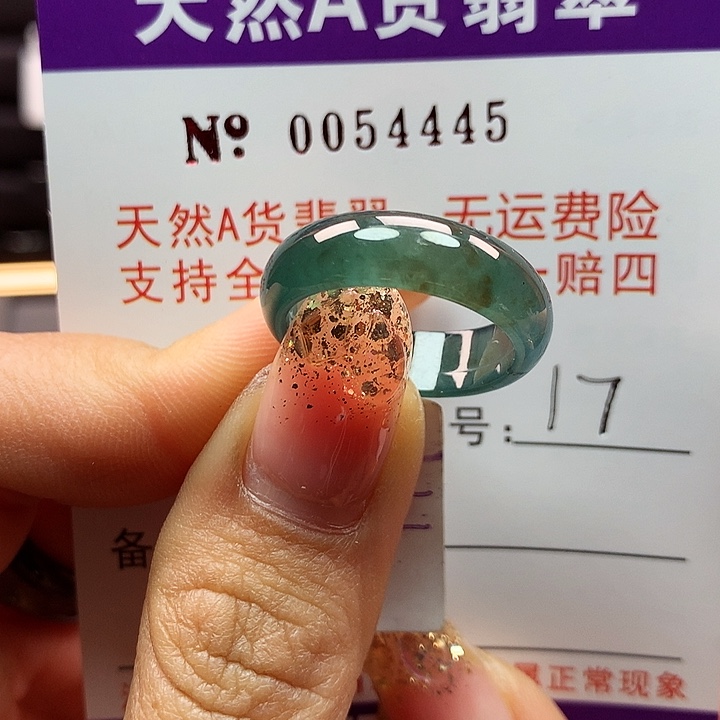 天然A货翡翠
Nº 0054445
天然A货翡翠 无运费险
支持全 赔四
号: 17
备
正常现象